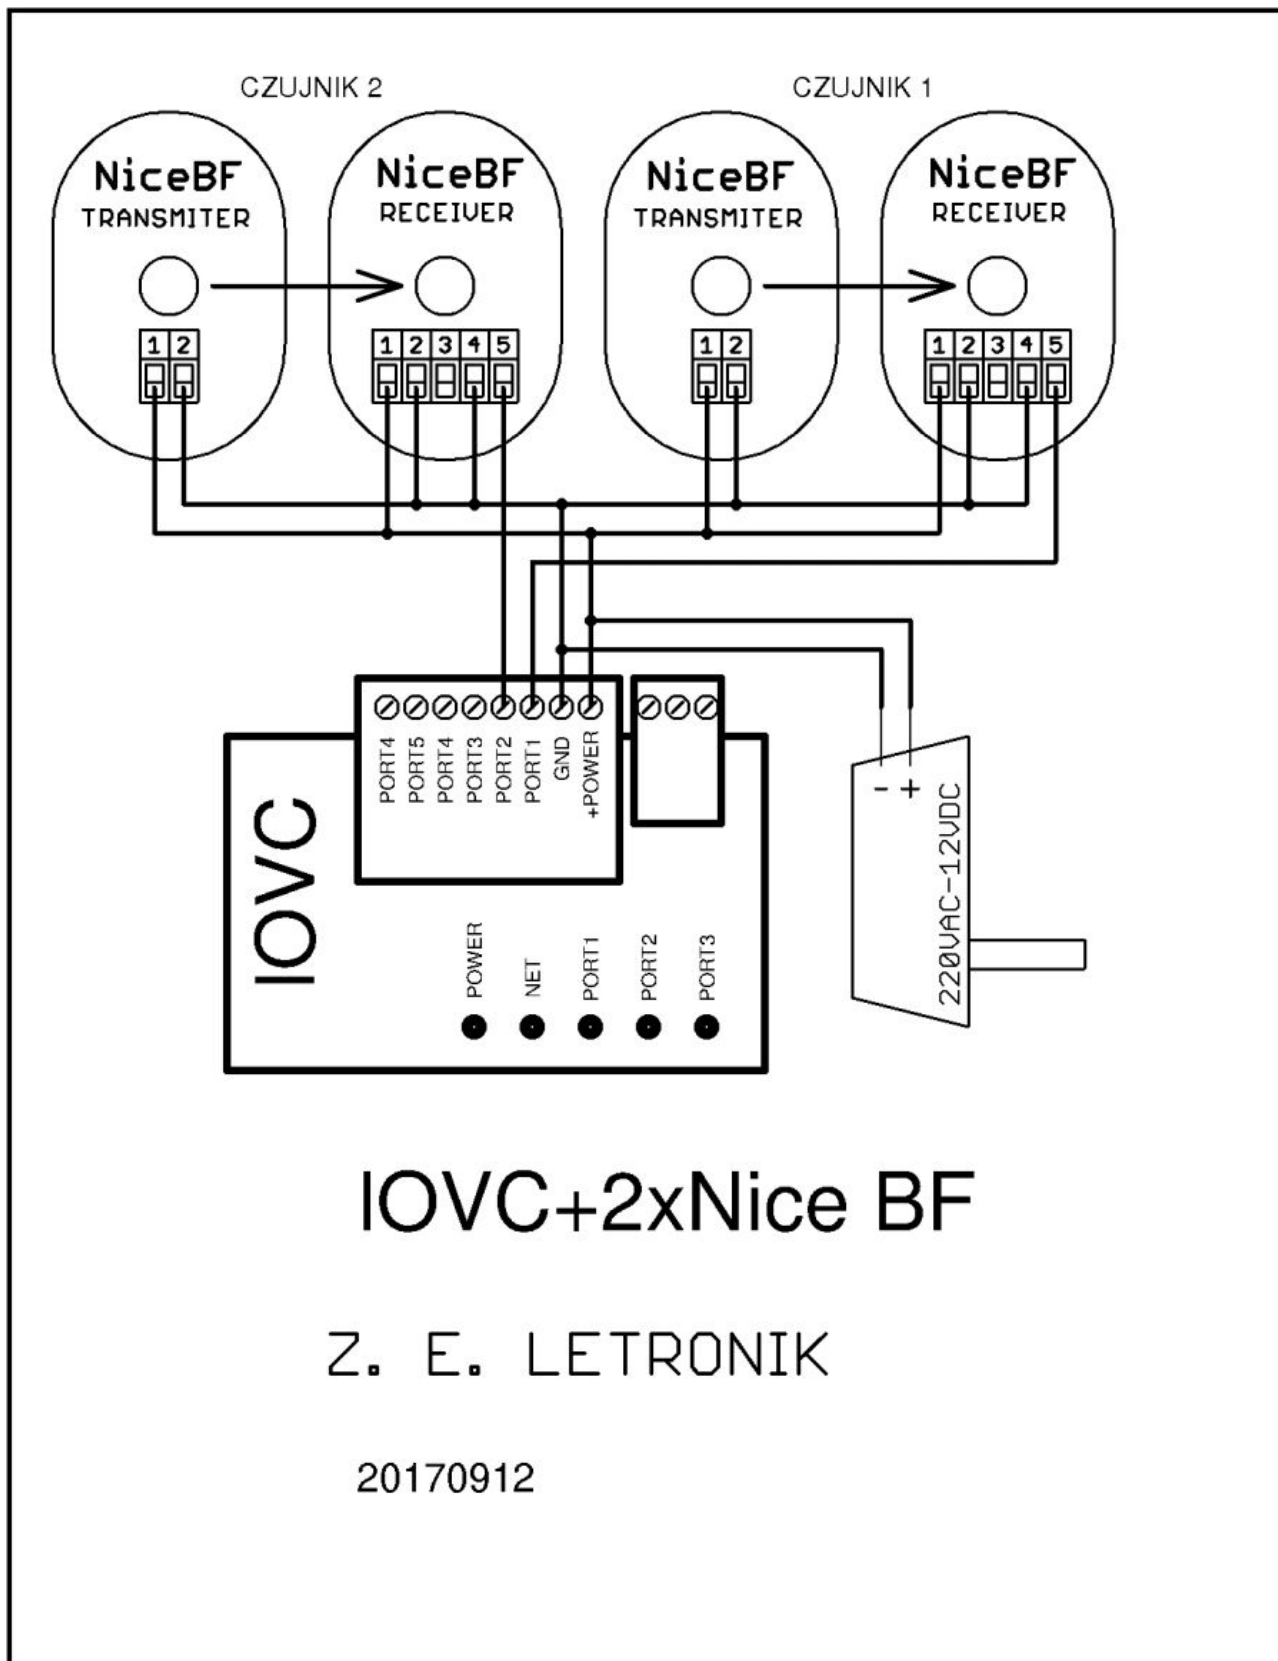 CZUJNIK 2
CZUJNIK 1
NiceBF
TRANSMITER
NiceBF
RECEIVER
NiceBF
TRANSMITER
NiceBF
RECEIVER
1 2
1 2 3 4 5
1 2
1 2 3 4 5
PORT4
PORT5
PORT4
PORT3
PORT2
PORT1
GND
+POWER
- +
220VAC-12VDC
IOVC
POWER
NET
PORT1
PORT2
PORT3
IOVC+2xNice BF
Z. E. LETRONIK
20170912